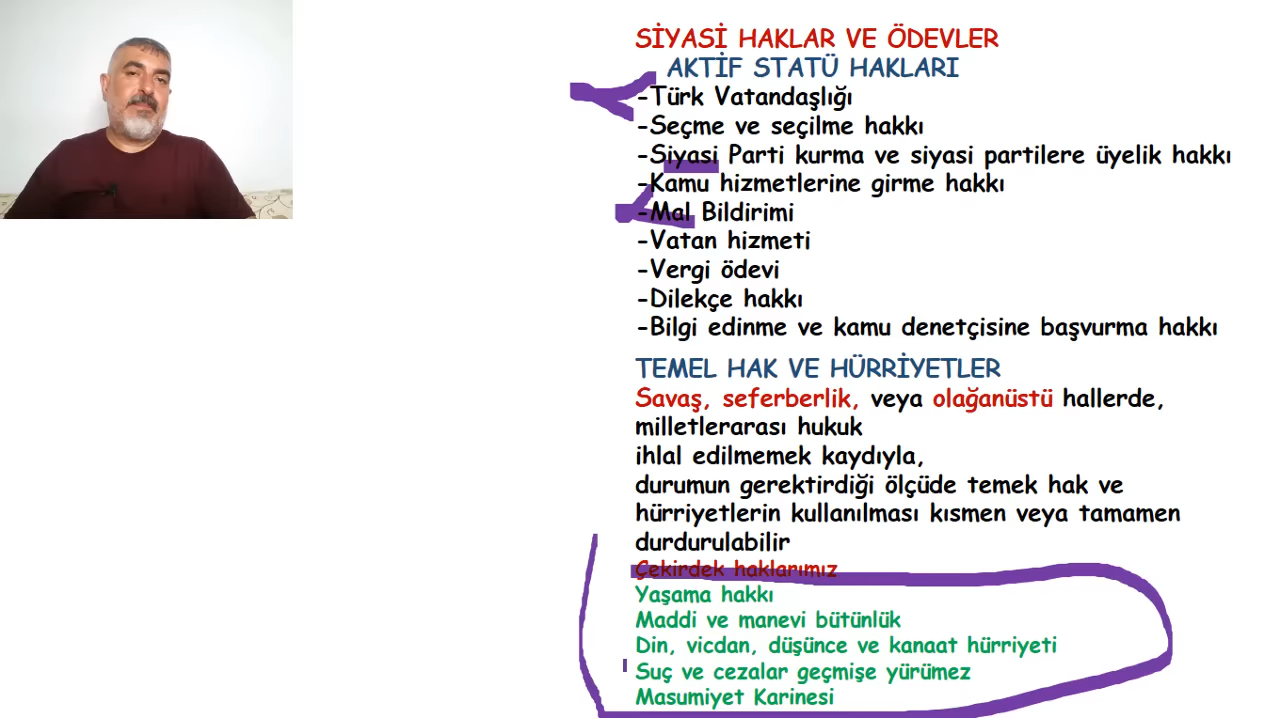 SİYASİ HAKLAR VE ÖDEVLER
AKTİF STATÜ HAKLARI
-Türk Vatandaşlığı
-Seçme ve seçilme hakkı
-Siyasi Parti kurma ve siyasi partilere üyelik hakkı
-Kamu hizmetlerine girme hakkı
-Mal Bildirimi
-Vatan hizmeti
-Vergi ödevi
-Dilekçe hakkı
-Bilgi edinme ve kamu denetçisine başvurma hakkı
TEMEL HAK VE HÜRRİYETLER
Savaş, seferberlik, veya olağanüstü hallerde,
milletlerarası hukuk
ihlal edilmemek kaydıyla,
durumun gerektirdiği ölçüde temek hak ve
hürriyetlerin kullanılması kısmen veya tamamen
durdurulabilir
Çekirdek haklarımız
Yaşama hakkı
Maddi ve manevi bütünlük
Din, vicdan, düşünce ve kanaat hürriyeti
Suç ve cezalar geçmişe yürümez
Masumiyet Karinesi